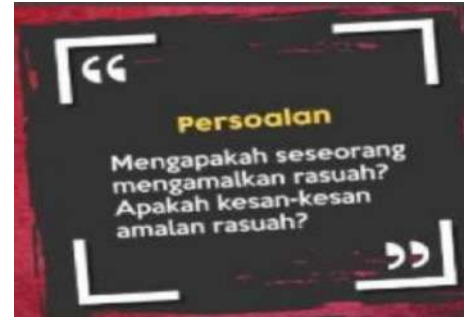 “
Persoalan
Mengapakah seseorang
mengamalkan rasuah?
Apakah kesan-kesan
amalan rasuah?
”